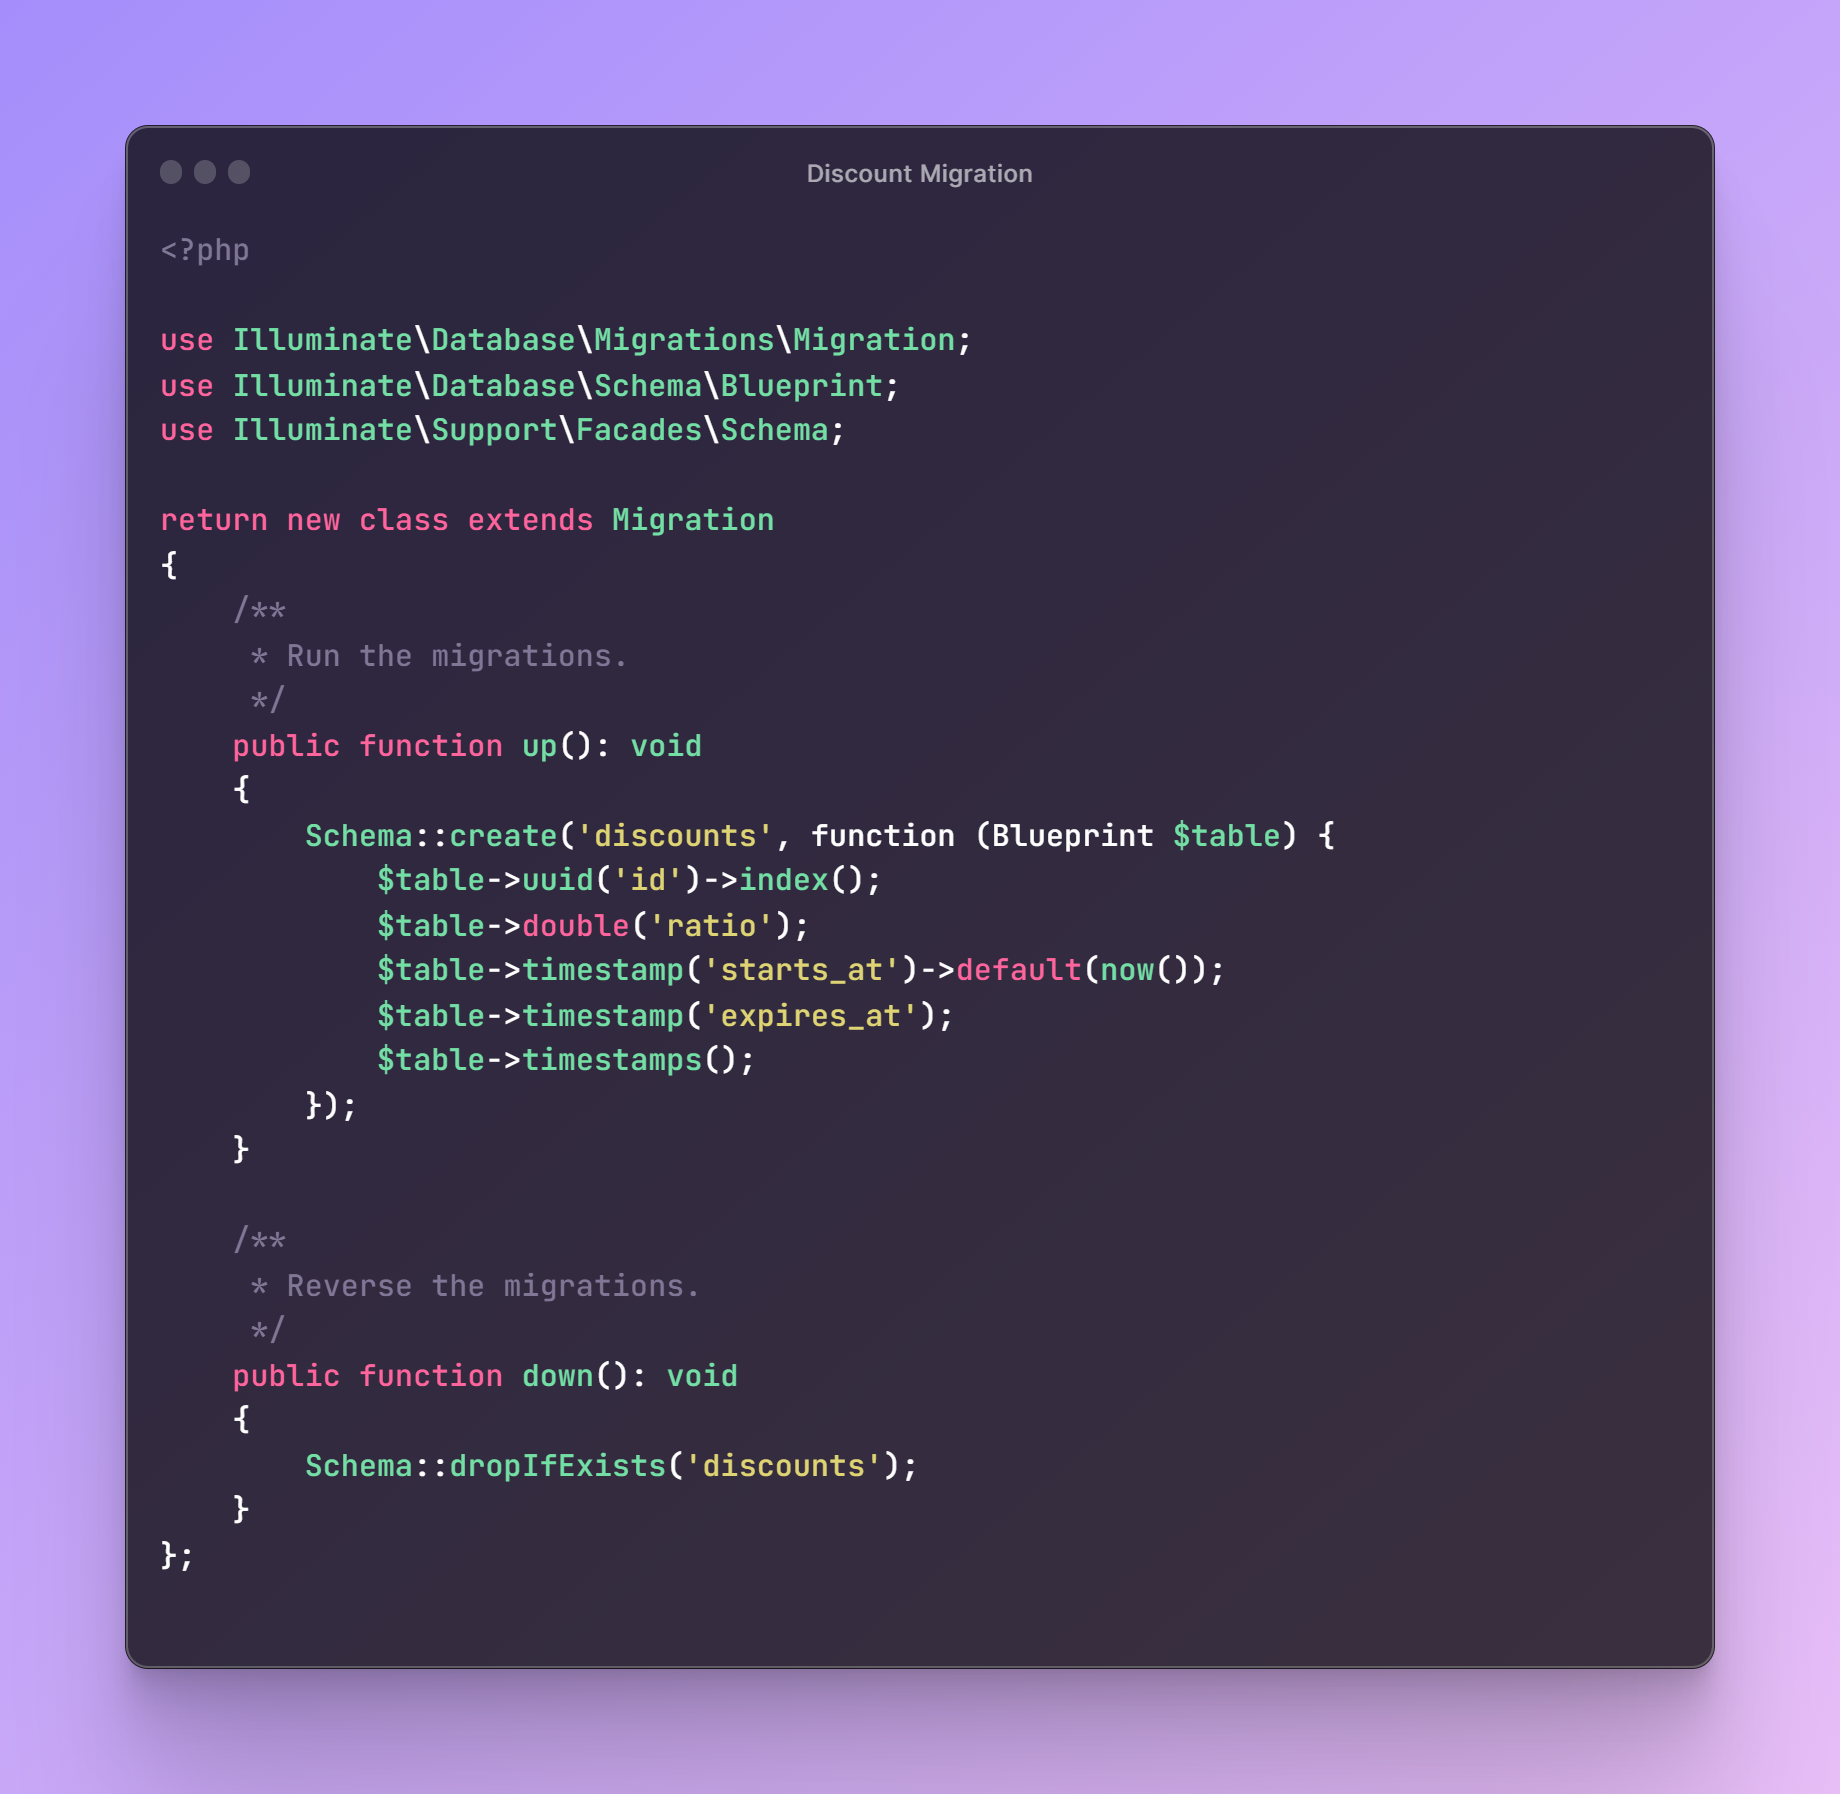 Discount Migration
<?php
use Illuminate\Database\Migrations\Migration;
use Illuminate\Database\Schema\Blueprint;
use Illuminate\Support\Facades\Schema;
return new class extends Migration
{
    /**
     * Run the migrations.
     */
    public function up(): void
    {
        Schema::create('discounts', function (Blueprint $table) {
            $table->uuid('id')->index();
            $table->double('ratio');
            $table->timestamp('starts_at')->default(now());
            $table->timestamp('expires_at');
            $table->timestamps();
        });
    }
    /**
     * Reverse the migrations.
     */
    public function down(): void
    {
        Schema::dropIfExists('discounts');
    }
};